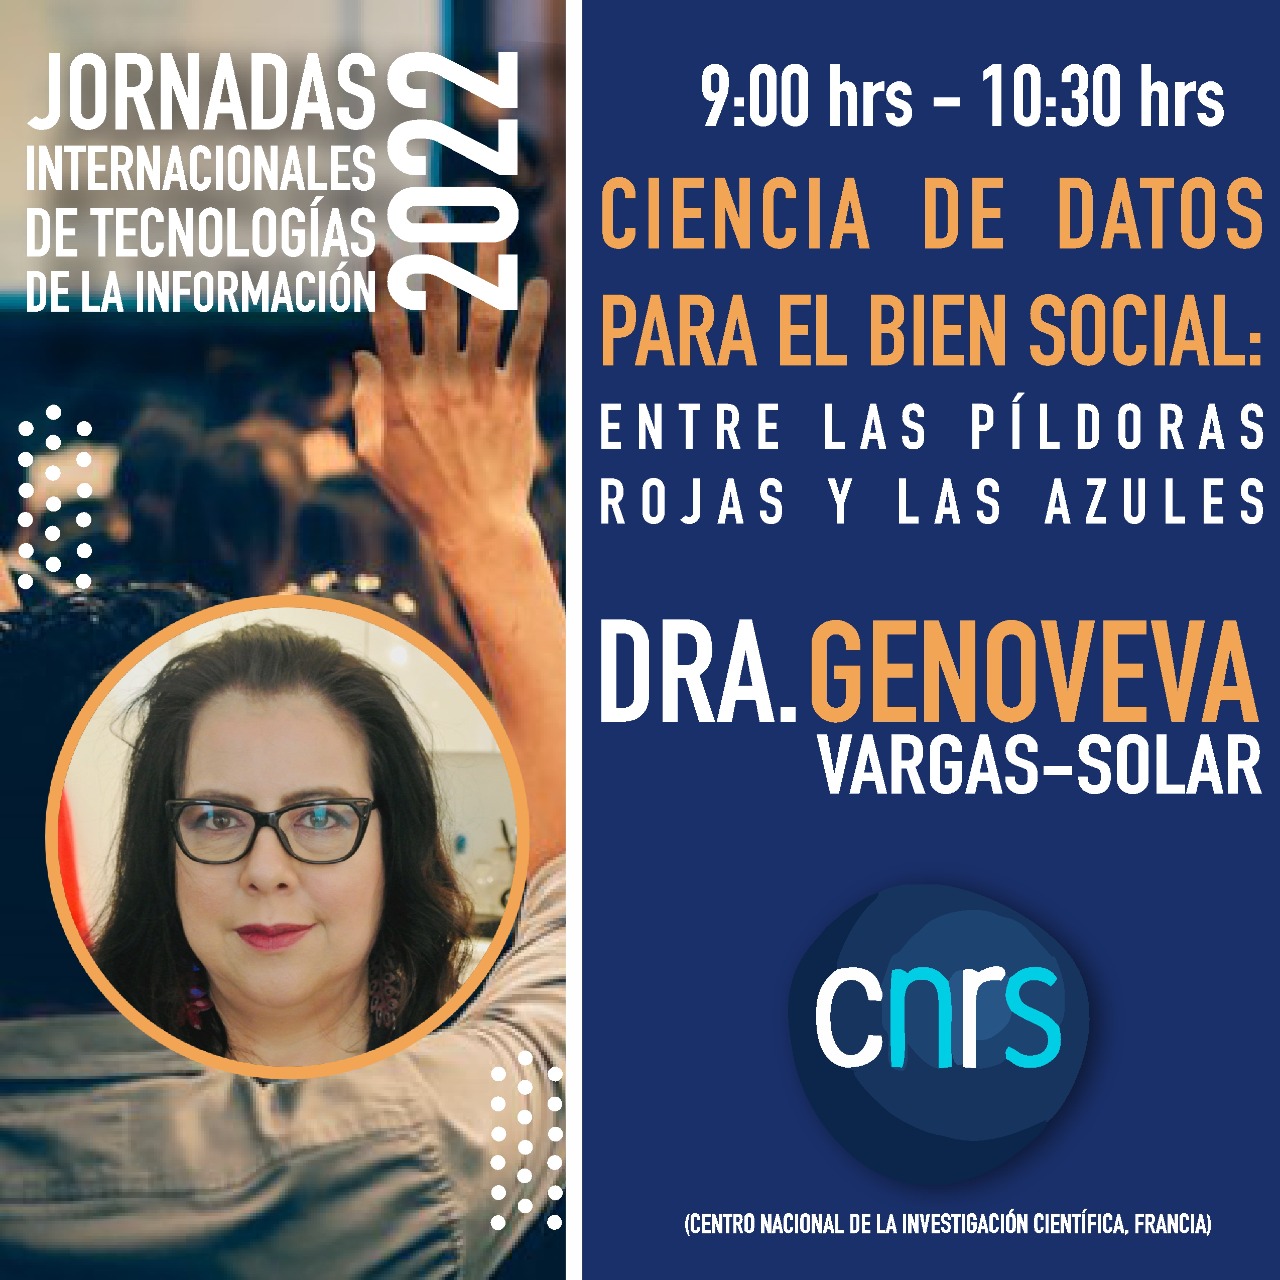 JORNADAS
INTERNACIONALES
DE TECNOLOGÍAS
DE LA INFORMACIÓN
2022
9:00 hrs - 10:30 hrs
CIENCIA DE DATOS
PARA EL BIEN SOCIAL:
ENTRE LAS PÍLDORAS
ROJAS Y LAS AZULES
DRA. GENOVEVA
VARGAS-SOLAR
cnrs
(CENTRO NACIONAL DE LA INVESTIGACIÓN CIENTÍFICA, FRANCIA)